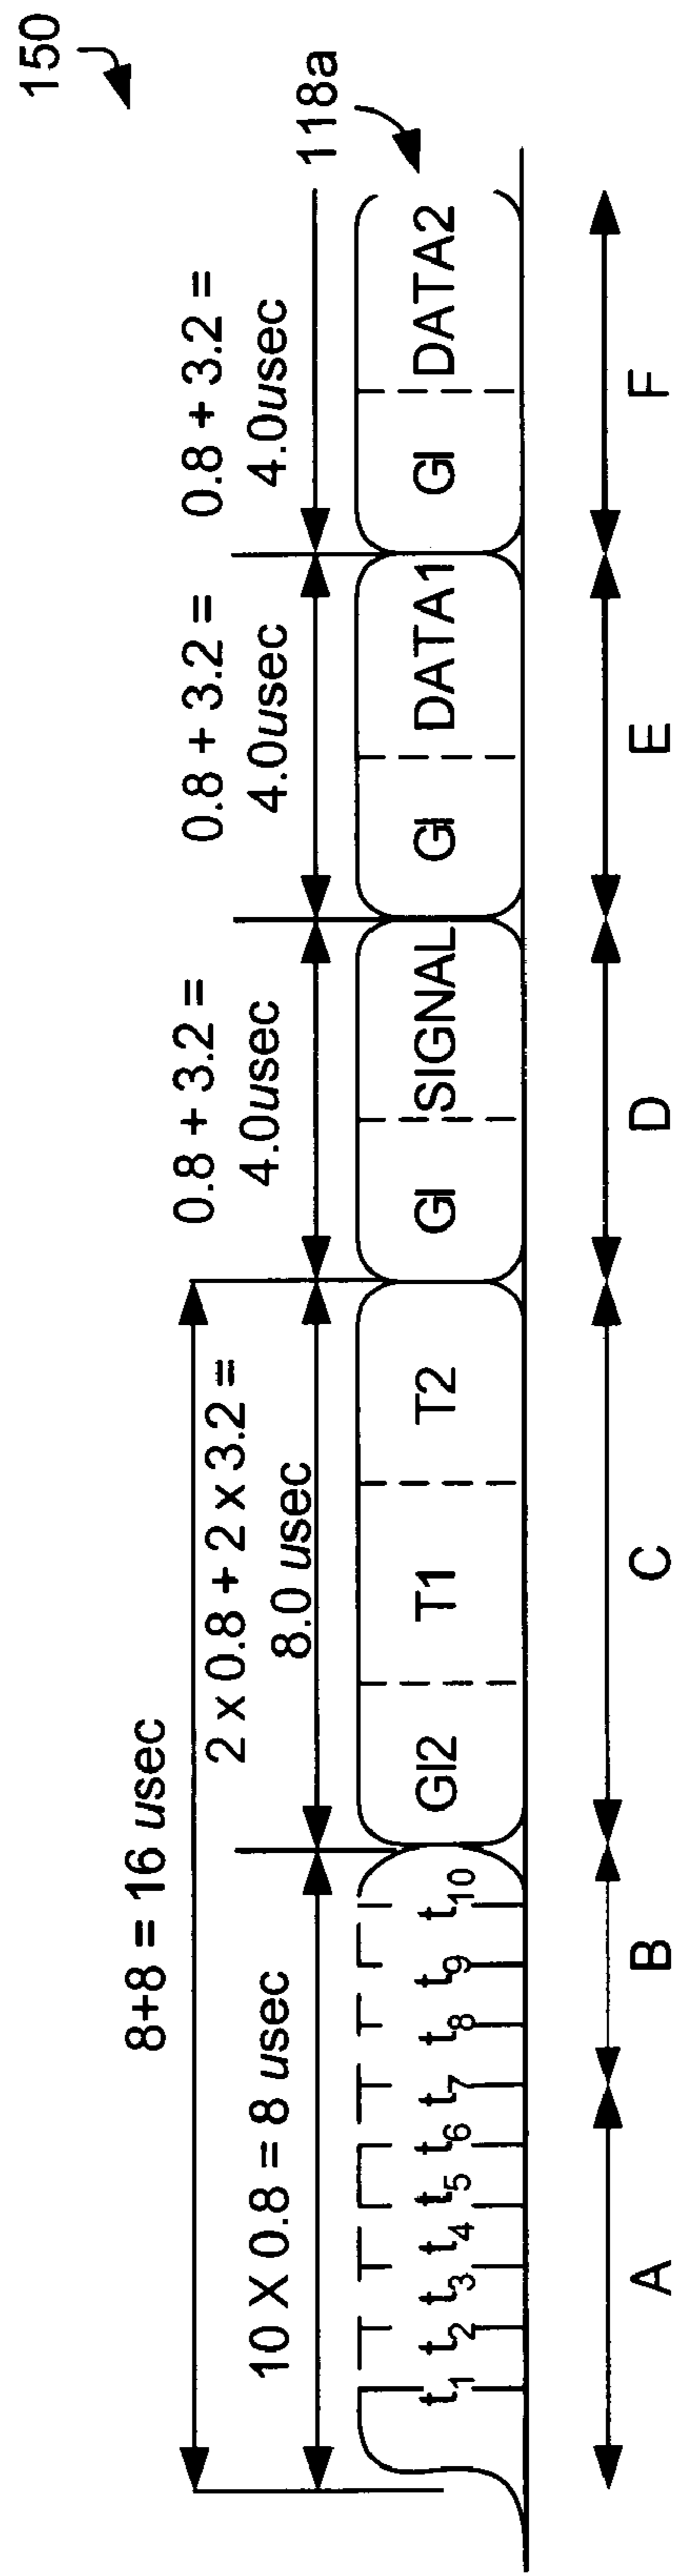 150
118a
8+8 = 16 usec
10 X 0.8 = 8 usec
2 x 0.8 + 2 x 3.2 =
8.0 usec
0.8 + 3.2 =
4.0usec
0.8 + 3.2 =
4.0usec
0.8 + 3.2 =
4.0usec
t1 t2 t3 t4 t5 t6 t7 t8 t9 t10 GI2 T1 T2 GI SIGNAL GI DATA1 GI DATA2
A B C D E F